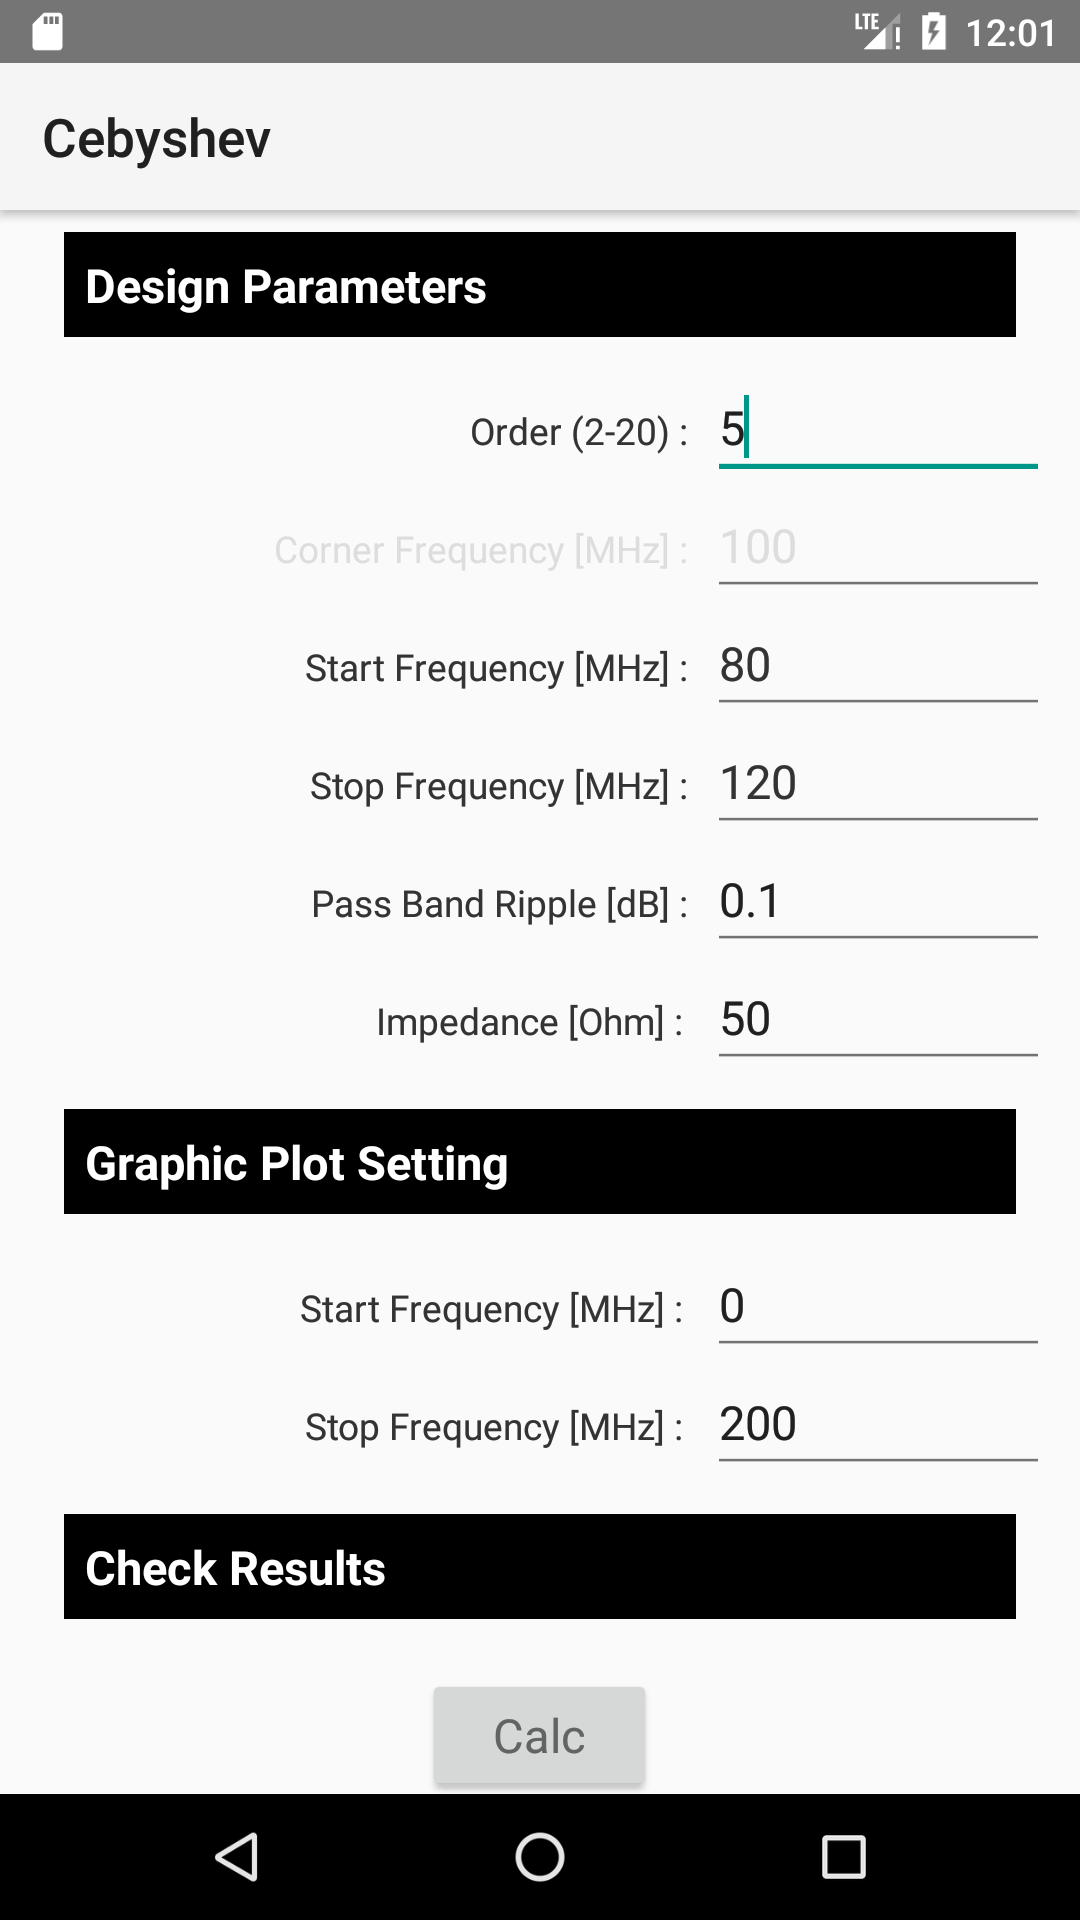 LTE 12:01
Cebyshev
Design Parameters
Order (2-20) : 5
Corner Frequency [MHz] : 100
Start Frequency [MHz] : 80
Stop Frequency [MHz] : 120
Pass Band Ripple [dB] : 0.1
Impedance [Ohm] : 50
Graphic Plot Setting
Start Frequency [MHz] : 0
Stop Frequency [MHz] : 200
Check Results
Calc